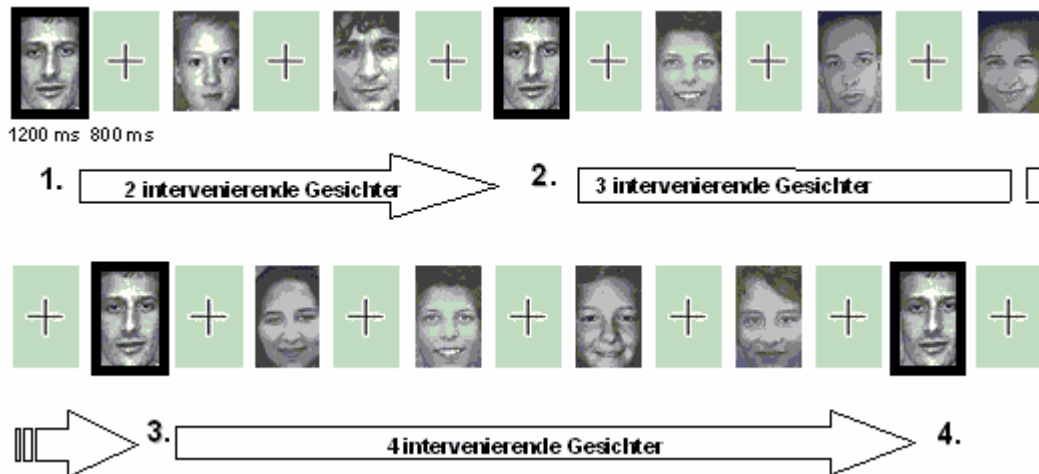 1200 ms 800 ms
1. 2 intervenierende Gesichter 2. 3 intervenierende Gesichter
3. 4 intervenierende Gesichter 4.